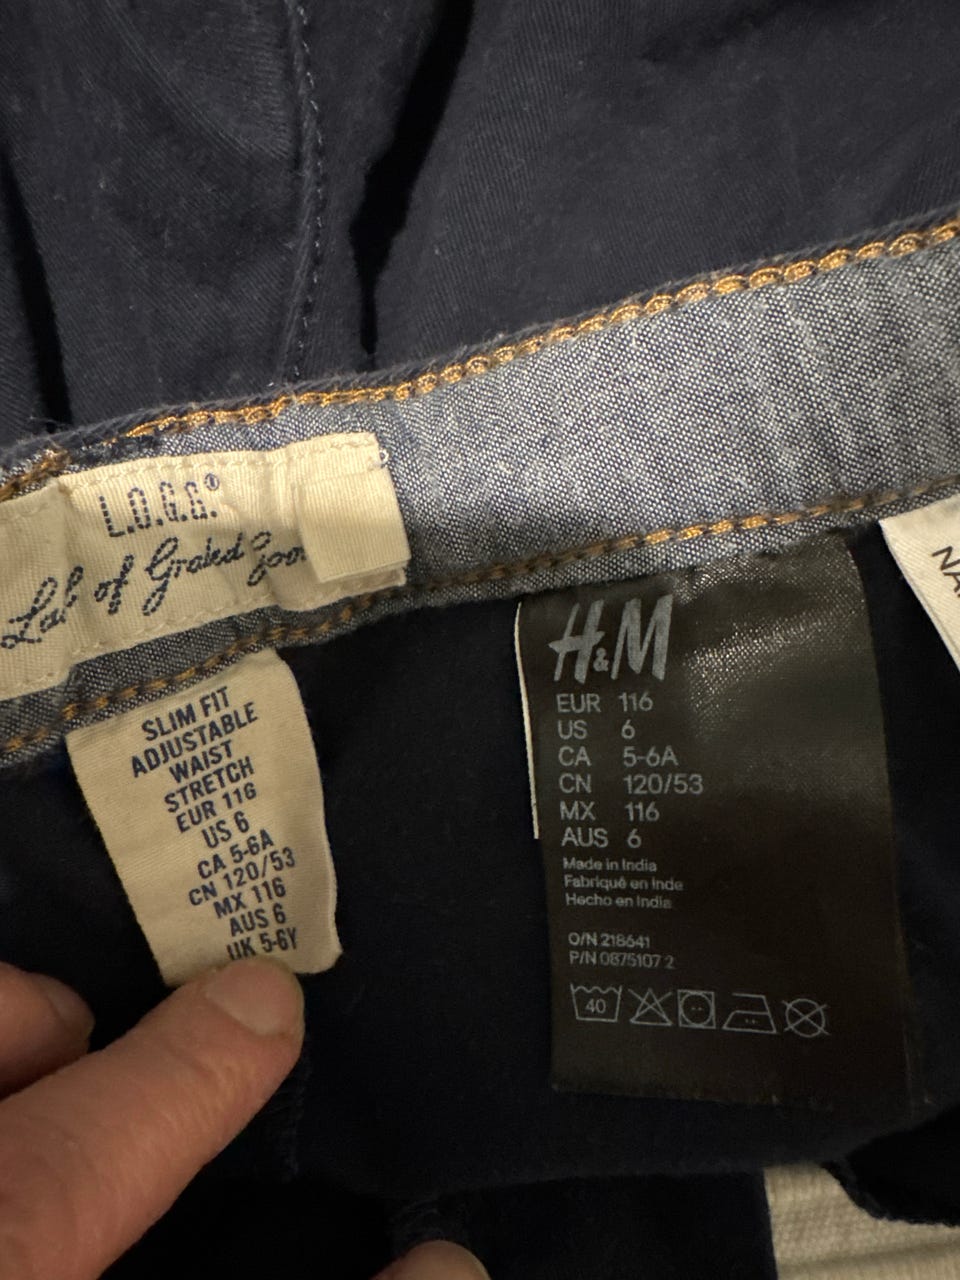 L.O.G.G.®
Label of Graded Goo
SLIM FIT
ADJUSTABLE
WAIST
STRETCH
EUR 116
US 6
CA 5-6A
CN 120/53
MX 116
AUS 6
UK 5-6Y
H&M
EUR 116
US 6
CA 5-6A
CN 120/53
MX 116
AUS 6
Made in India
Fabriqué en Inde
Hecho en India
O/N 218641
P/N 0875107 2
40